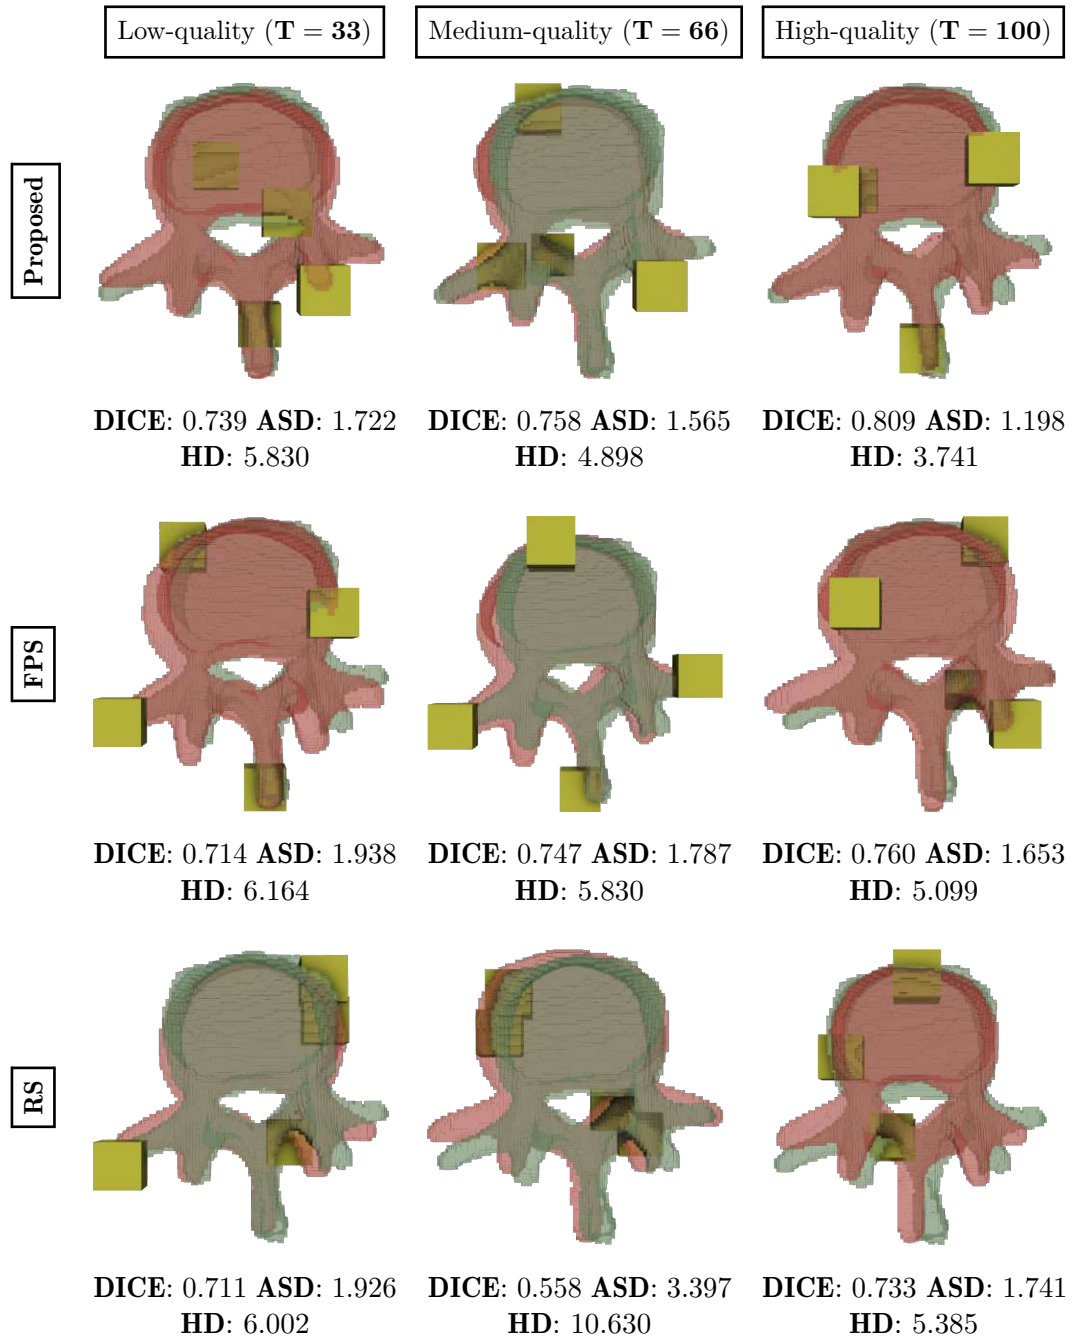 Low-quality (T = 33)
Medium-quality (T = 66)
High-quality (T = 100)
Proposed
DICE: 0.739 ASD: 1.722
HD: 5.830
DICE: 0.758 ASD: 1.565
HD: 4.898
DICE: 0.809 ASD: 1.198
HD: 3.741
FPS
DICE: 0.714 ASD: 1.938
HD: 6.164
DICE: 0.747 ASD: 1.787
HD: 5.830
DICE: 0.760 ASD: 1.653
HD: 5.099
RS
DICE: 0.711 ASD: 1.926
HD: 6.002
DICE: 0.558 ASD: 3.397
HD: 10.630
DICE: 0.733 ASD: 1.741
HD: 5.385